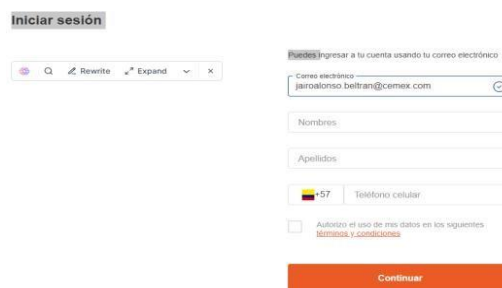 Iniciar sesión
Rewrite
Expand
Puedes ingresar a tu cuenta usando tu correo electrónico
Correo electrónico
jairoalonso.beltran@cemex.com
Nombres
Apellidos
+57 Teléfono celular
Autorizo el uso de mis datos en los siguientes
términos y condiciones
Continuar